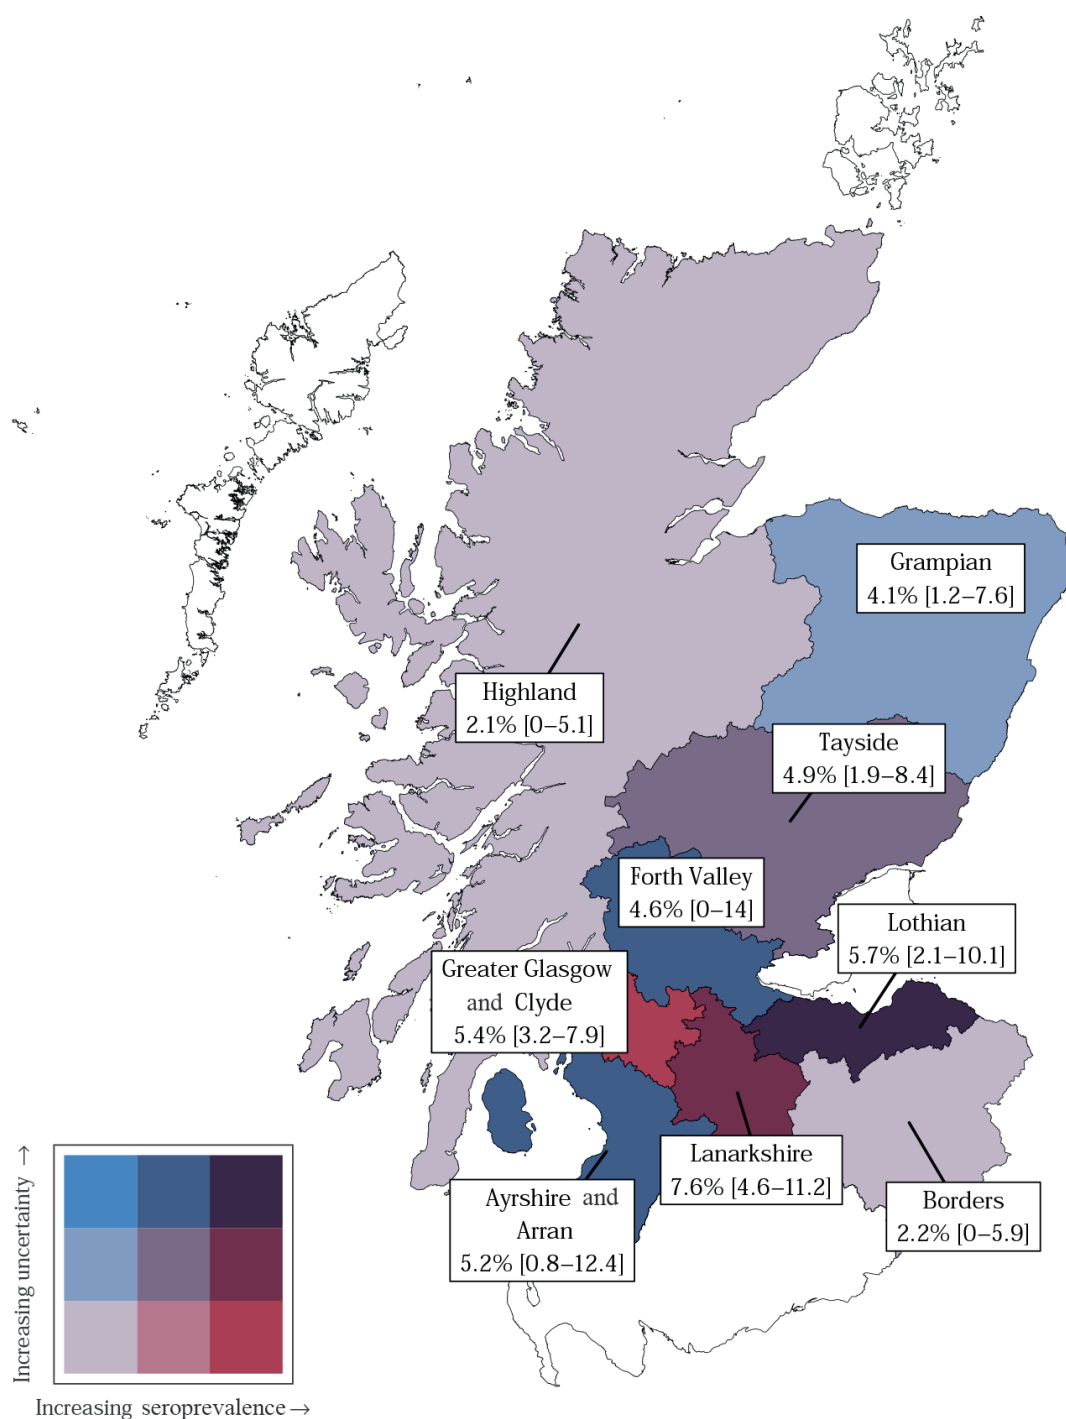 Grampian
4.1% [1.2–7.6]
Highland
2.1% [0–5.1]
Tayside
4.9% [1.9–8.4]
Forth Valley
4.6% [0–14]
Lothian
5.7% [2.1–10.1]
Greater Glasgow
and Clyde
5.4% [3.2–7.9]
Lanarkshire
7.6% [4.6–11.2]
Ayrshire and
Arran
5.2% [0.8–12.4]
Borders
2.2% [0–5.9]
Increasing uncertainty →
Increasing seroprevalence →